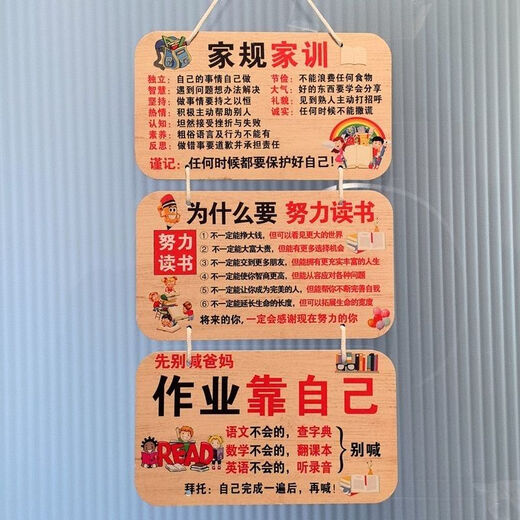 家规家训
独立：自己的事情自己做
智慧：遇到问题想办法解决
坚持：做事情要持之以恒
热情：积极主动帮助别人
认知：坦然接受挫折与失败
素养：粗俗语言及行为不能有
反思：做错事要道歉并承担责任
节俭：不能浪费任何食物
大气：好的东西要学会分享
礼貌：见到熟人主动打招呼
诚实：任何时候不能撒谎
谨记：任何时候都要保护好自己！
为什么要 努力读书
努力
读书
① 不一定能挣大钱，但可以看见更大的世界
② 不一定能大富大贵，但能有更多选择机会
③ 不一定能交到更多朋友，但能拥有更充实丰富的人生
④ 不一定能使你智商更高，但能从容应对各种问题
⑤ 不一定能让你成为完美的人，但能帮你不断完善自我
⑥ 不一定能延长生命的长度，但可以拓展生命的宽度
将来的你，一定会感谢现在努力的你
先别喊爸妈
作业靠自己
READ
语文不会的，查字典
数学不会的，翻课本
英语不会的，听录音
别喊
拜托：自己完成一遍后，再喊！